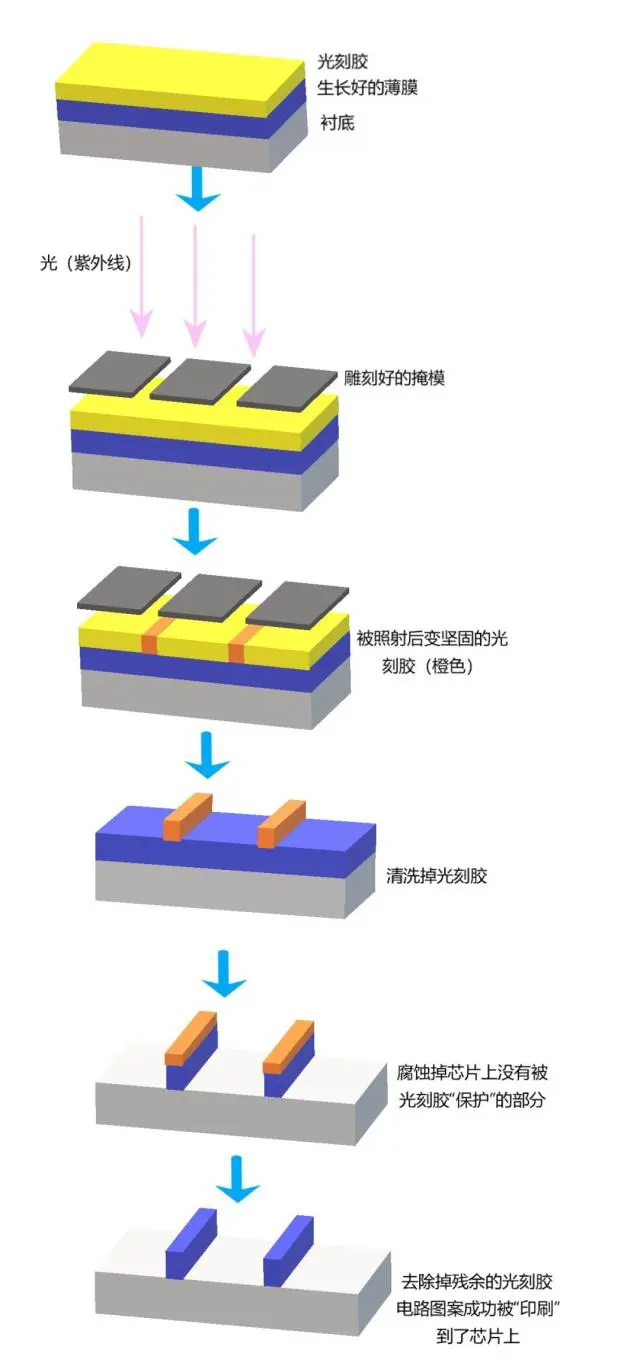 光刻胶
生长好的薄膜
衬底
光（紫外线）
雕刻好的掩模
被照射后变坚固的光
刻胶（橙色）
清洗掉光刻胶
腐蚀掉芯片上没有被
光刻胶“保护”的部分
去除掉残余的光刻胶
电路图案成功被“印刷”
到了芯片上